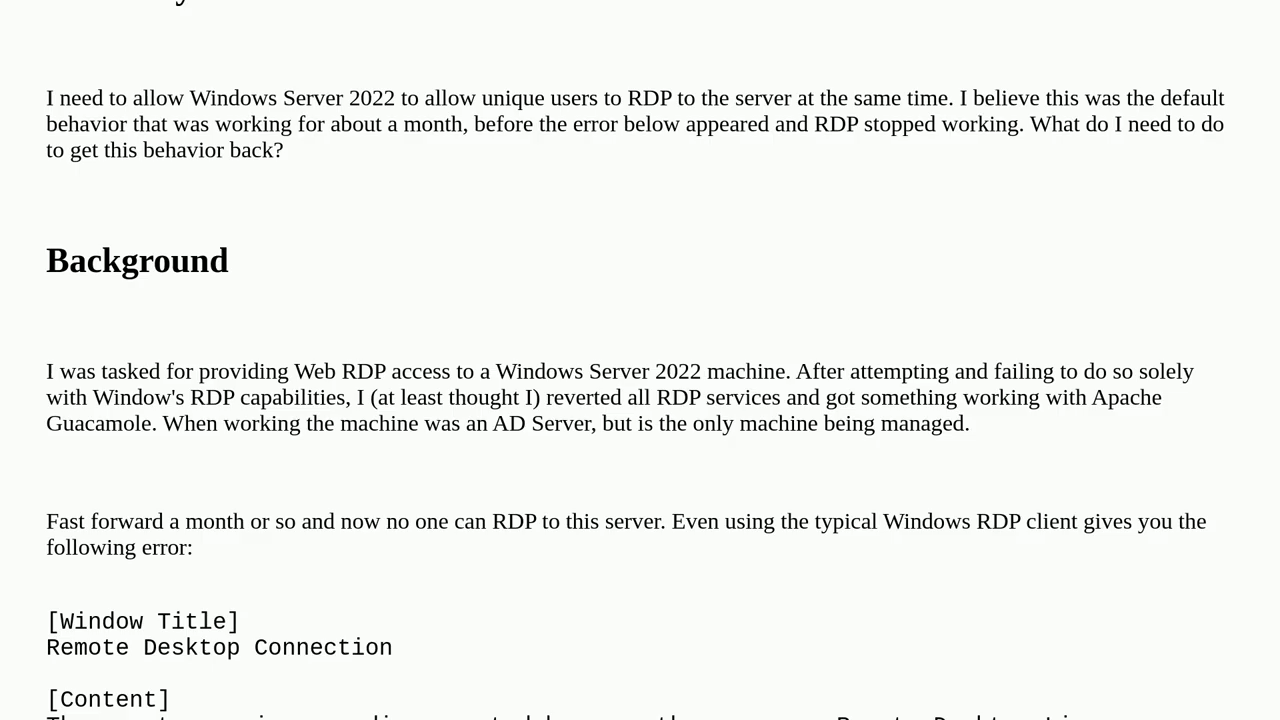 I need to allow Windows Server 2022 to allow unique users to RDP to the server at the same time. I believe this was the default
behavior that was working for about a month, before the error below appeared and RDP stopped working. What do I need to do
to get this behavior back?
Background
I was tasked for providing Web RDP access to a Windows Server 2022 machine. After attempting and failing to do so solely
with Window's RDP capabilities, I (at least thought I) reverted all RDP services and got something working with Apache
Guacamole. When working the machine was an AD Server, but is the only machine being managed.
Fast forward a month or so and now no one can RDP to this server. Even using the typical Windows RDP client gives you the
following error:
[Window Title]
Remote Desktop Connection
[Content]